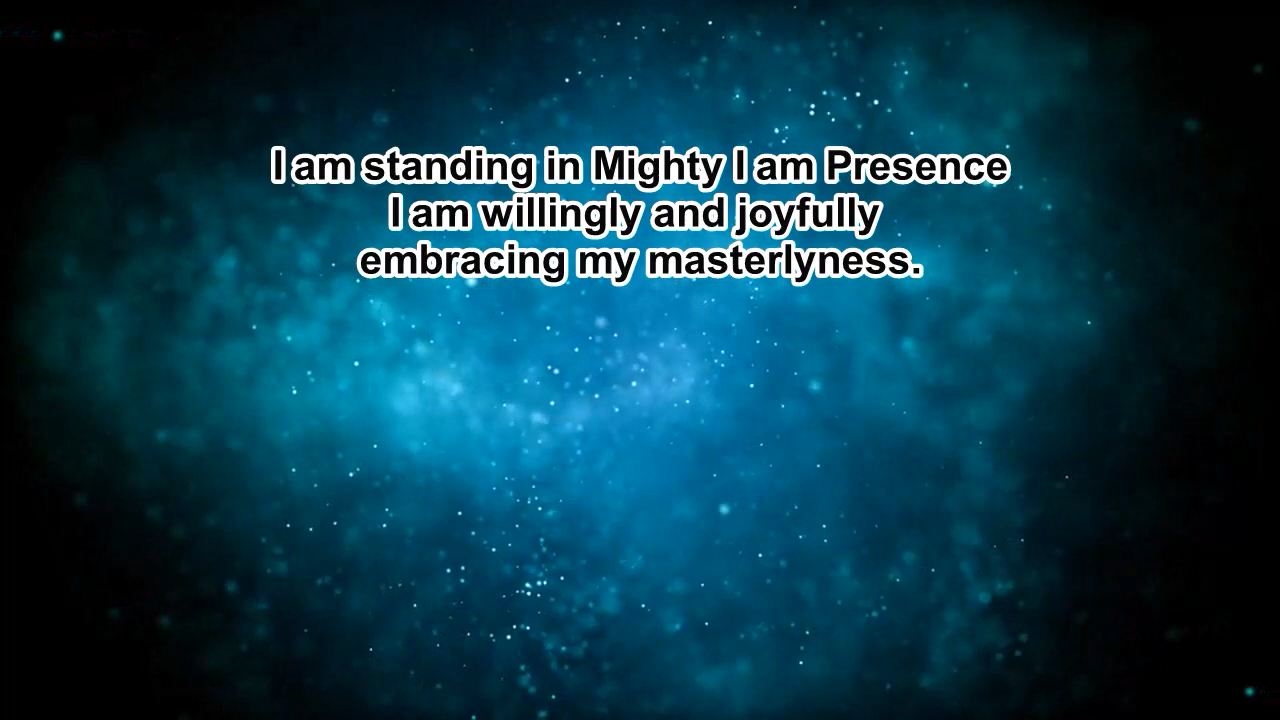 I am standing in Mighty I am Presence
I am willingly and joyfully
embracing my masterlyness.